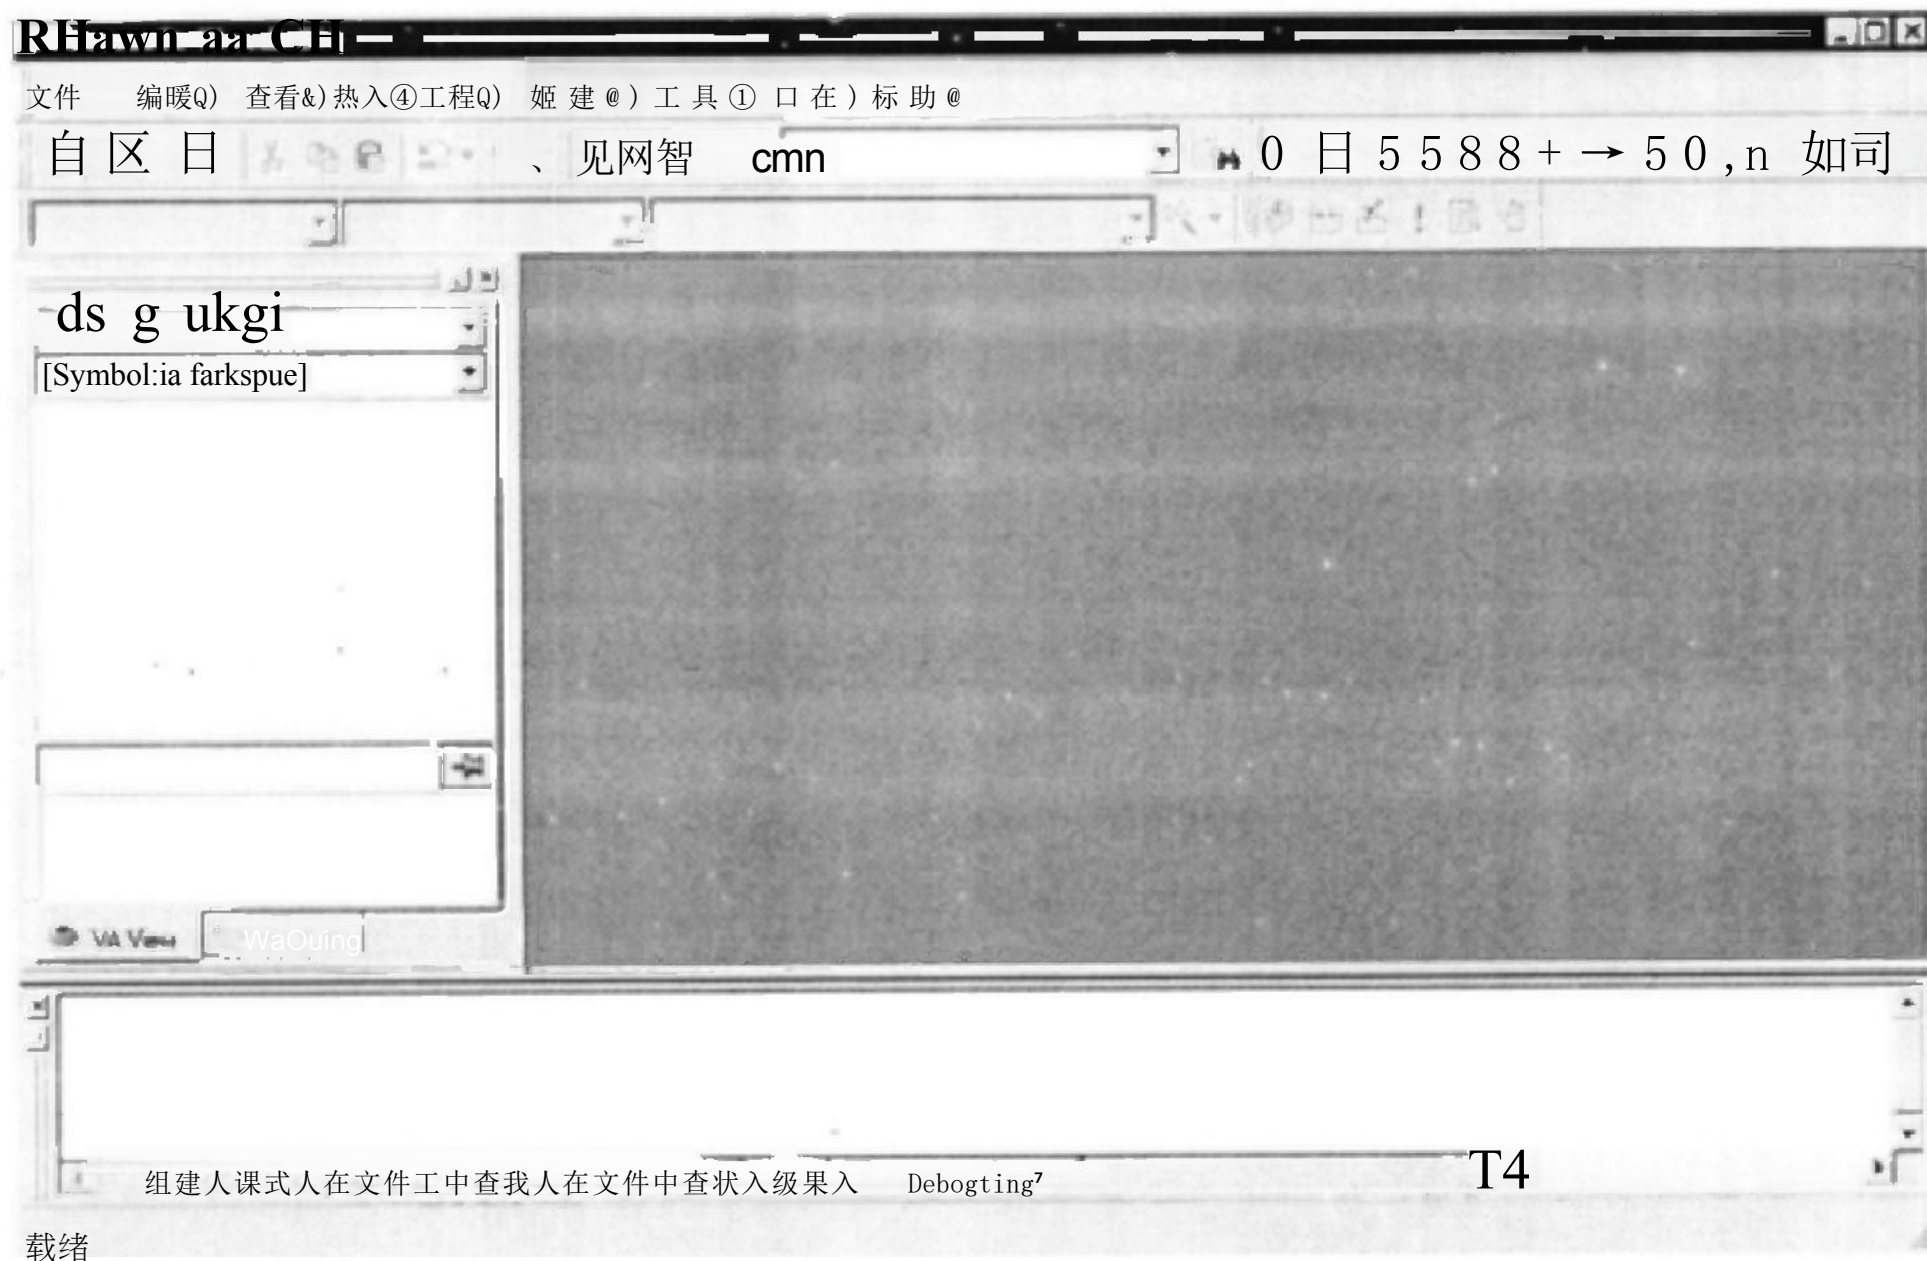 RHawn aa CH
文件 编暖Q) 查看&)热入④工程Q) 姬建@)工具① 口在)标助@
自区 日 、见网智 cmn 0 日5588+→50,n 如司
ds g ukgi
[Symbol:ia farkspue]
VA View WaOuing
T4
组建人课式人在文件工中查我人在文件中查状入级果入 Debogting⁷
载绪